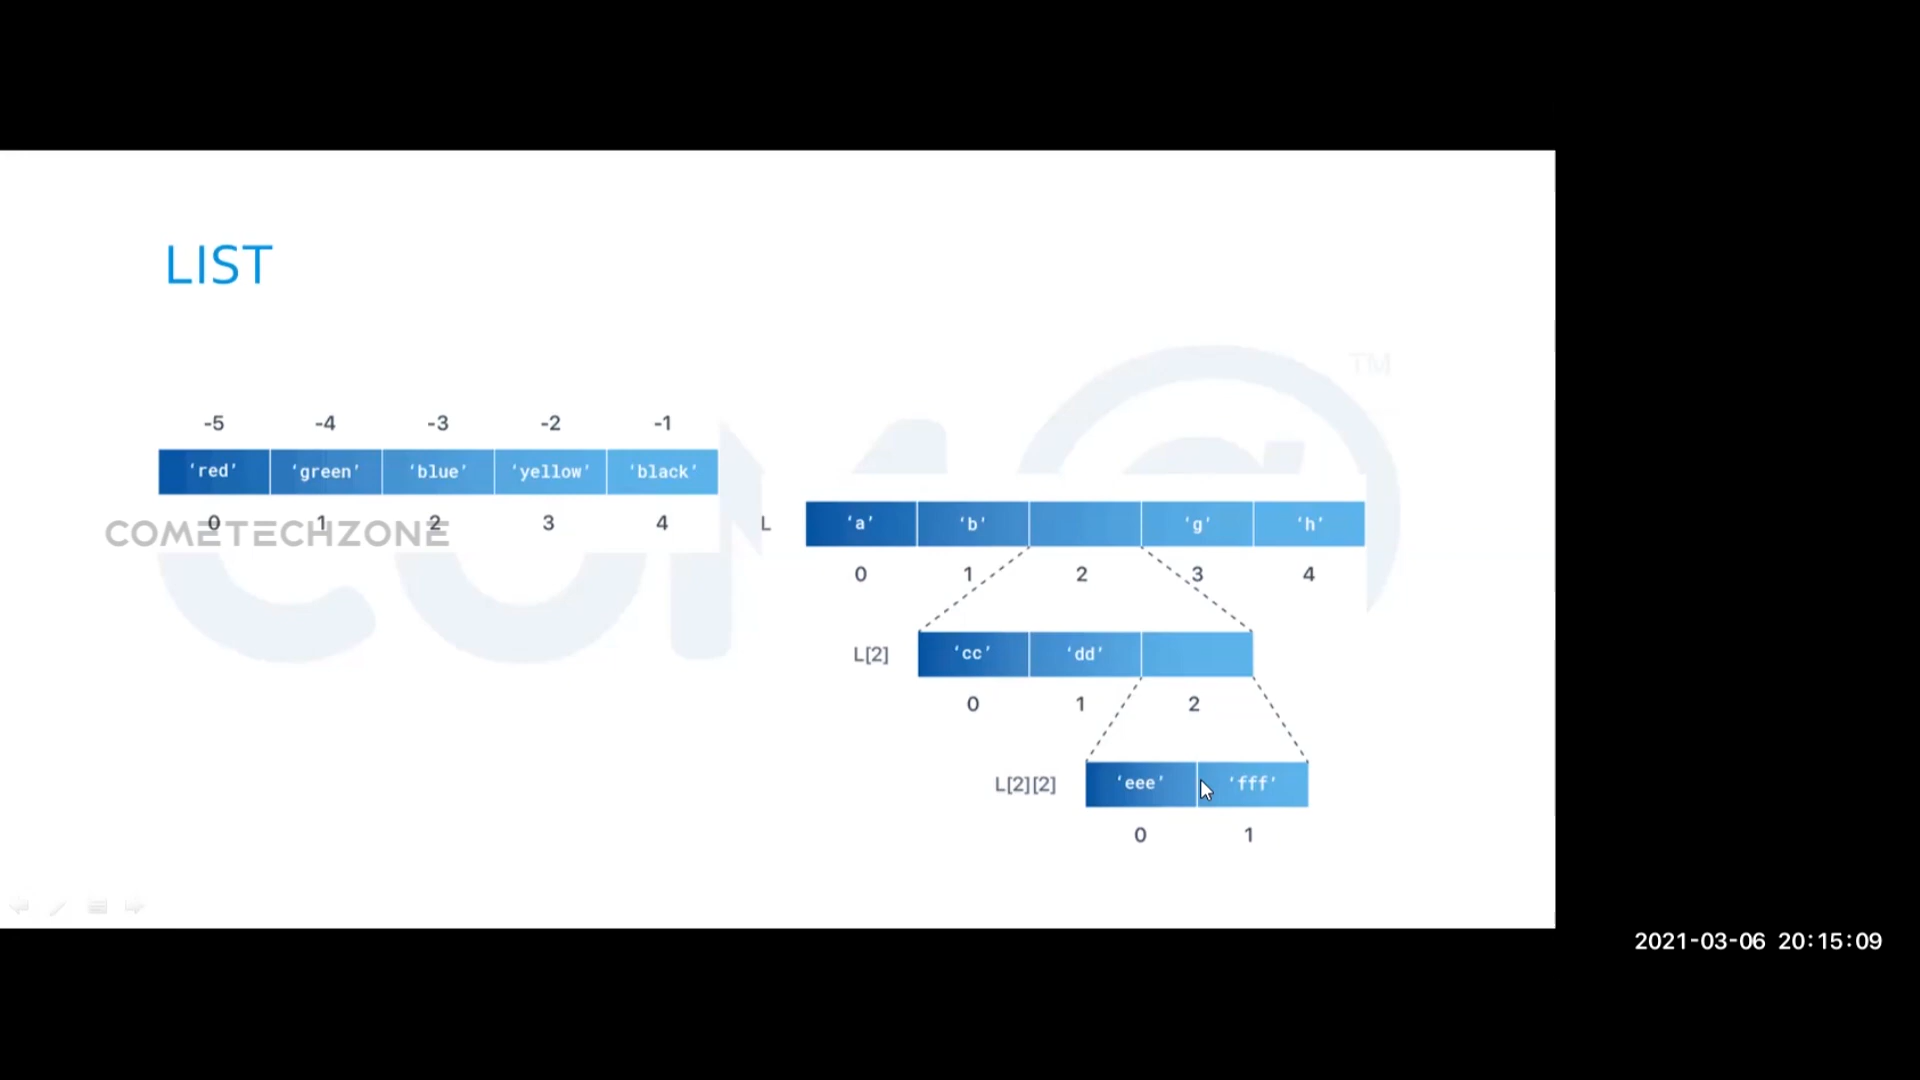 LIST
TM
-5 -4 -3 -2 -1
‘red’ ‘green’ ‘blue’ ‘yellow’ ‘black’
0 1 2 3 4
COMETECHZONE
L ‘a’ ‘b’ ‘g’ ‘h’
0 1 2 3 4
L[2] ‘cc’ ‘dd’
0 1 2
L[2][2] ‘eee’ ‘fff’
0 1
2021-03-06 20:15:09